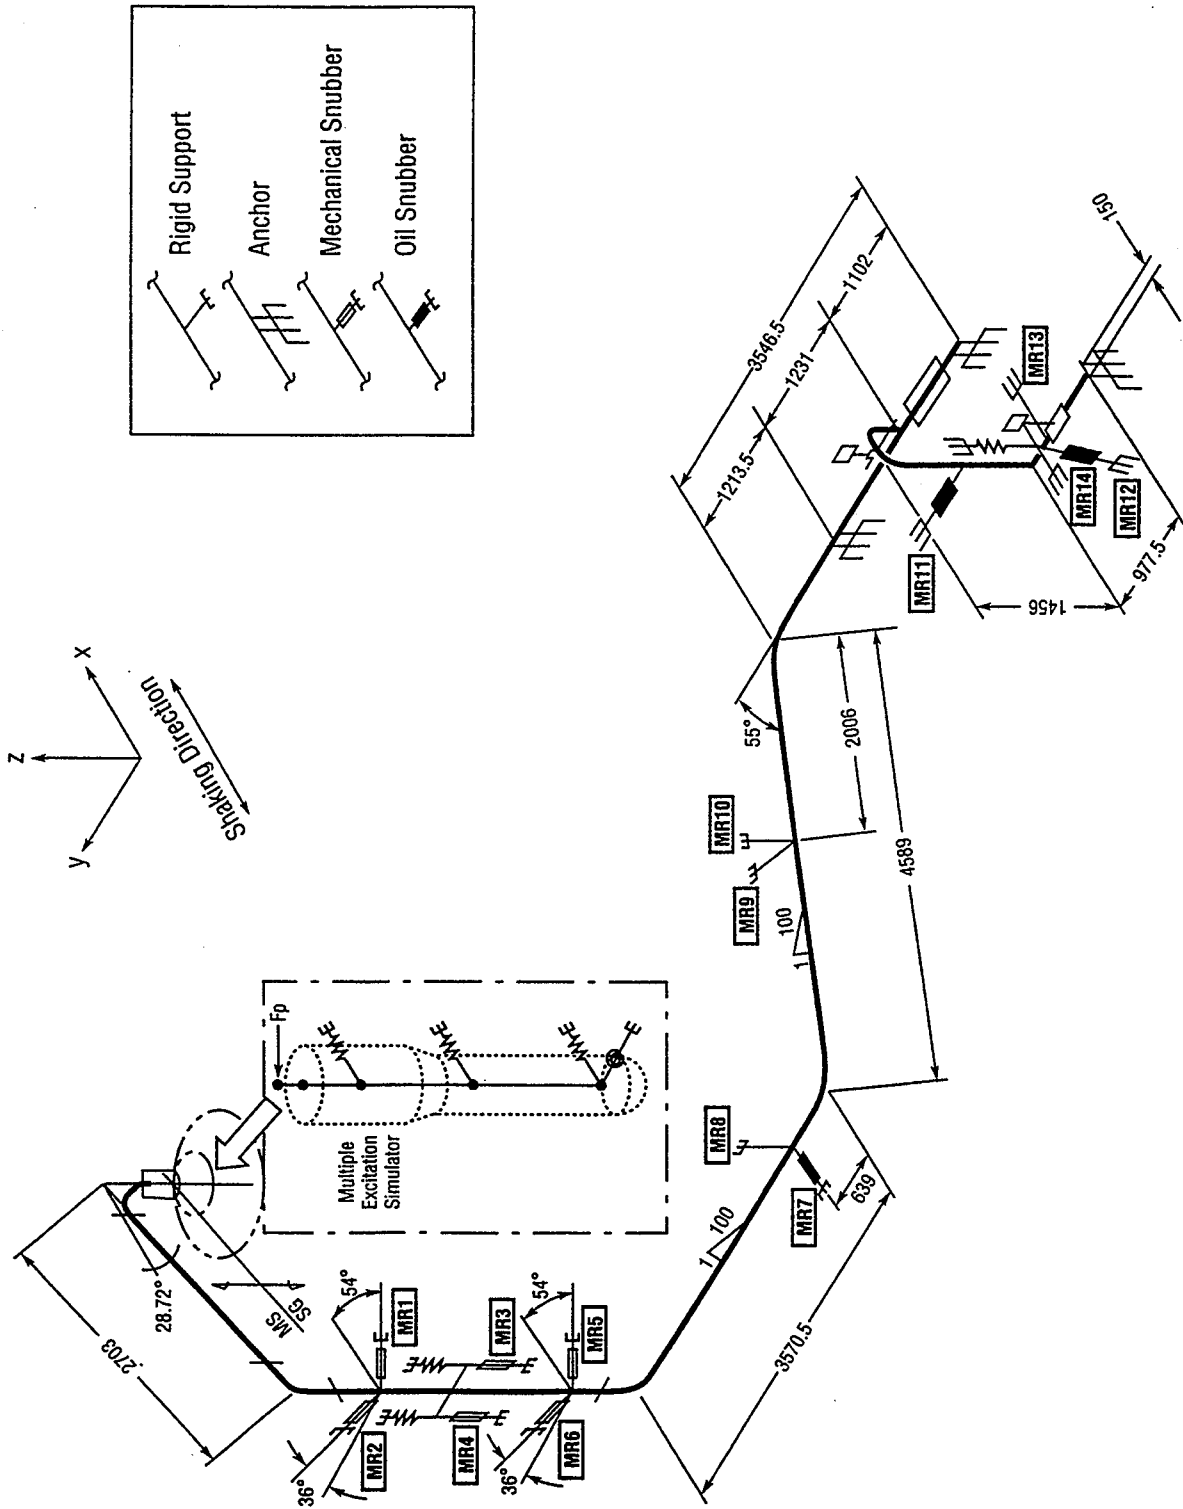 Rigid Support
Anchor
Mechanical Snubber
Oil Snubber
z
x
y
Shaking Direction
3546.5
1213.5
1231
1102
150
MR13
MR14
MR12
MR11
1456
977.5
55°
2006
4589
MR10
MR9
100
1
Fp
Multiple
Excitation
Simulator
MR8
MR7
639
100
1
3570.5
2703
28.72°
MS
SG
54°
MR1
MR2
36°
MR3
MR4
54°
MR5
MR6
36°